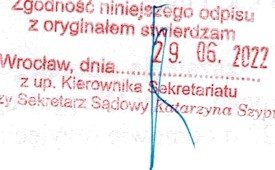 Zgodność niniejszego odpisu
z oryginałem stwierdzam
29. 06. 2022
Wrocław, dnia
z up. Kierownika Sekretariatu
Sekretarz Sądowy Katarzyna